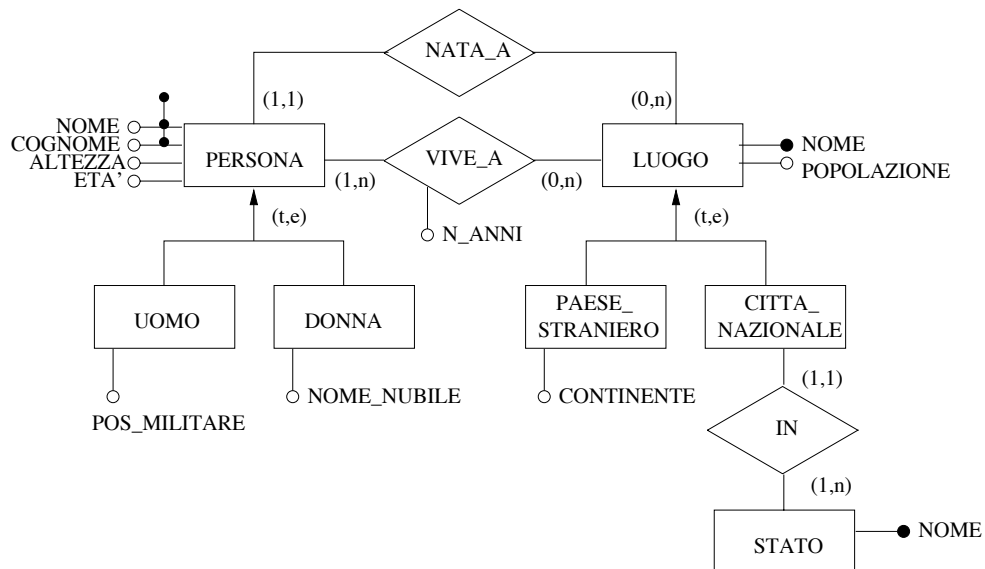 NATA_A
(1,1)
(0,n)
NOME
COGNOME
ALTEZZA
ETA'
PERSONA
(1,n)
VIVE_A
(0,n)
LUOGO
NOME
POPOLAZIONE
(t,e)
N_ANNI
(t,e)
UOMO
DONNA
PAESE_
STRANIERO
CITTA_
NAZIONALE
POS_MILITARE
NOME_NUBILE
CONTINENTE
(1,1)
IN
(1,n)
STATO
NOME